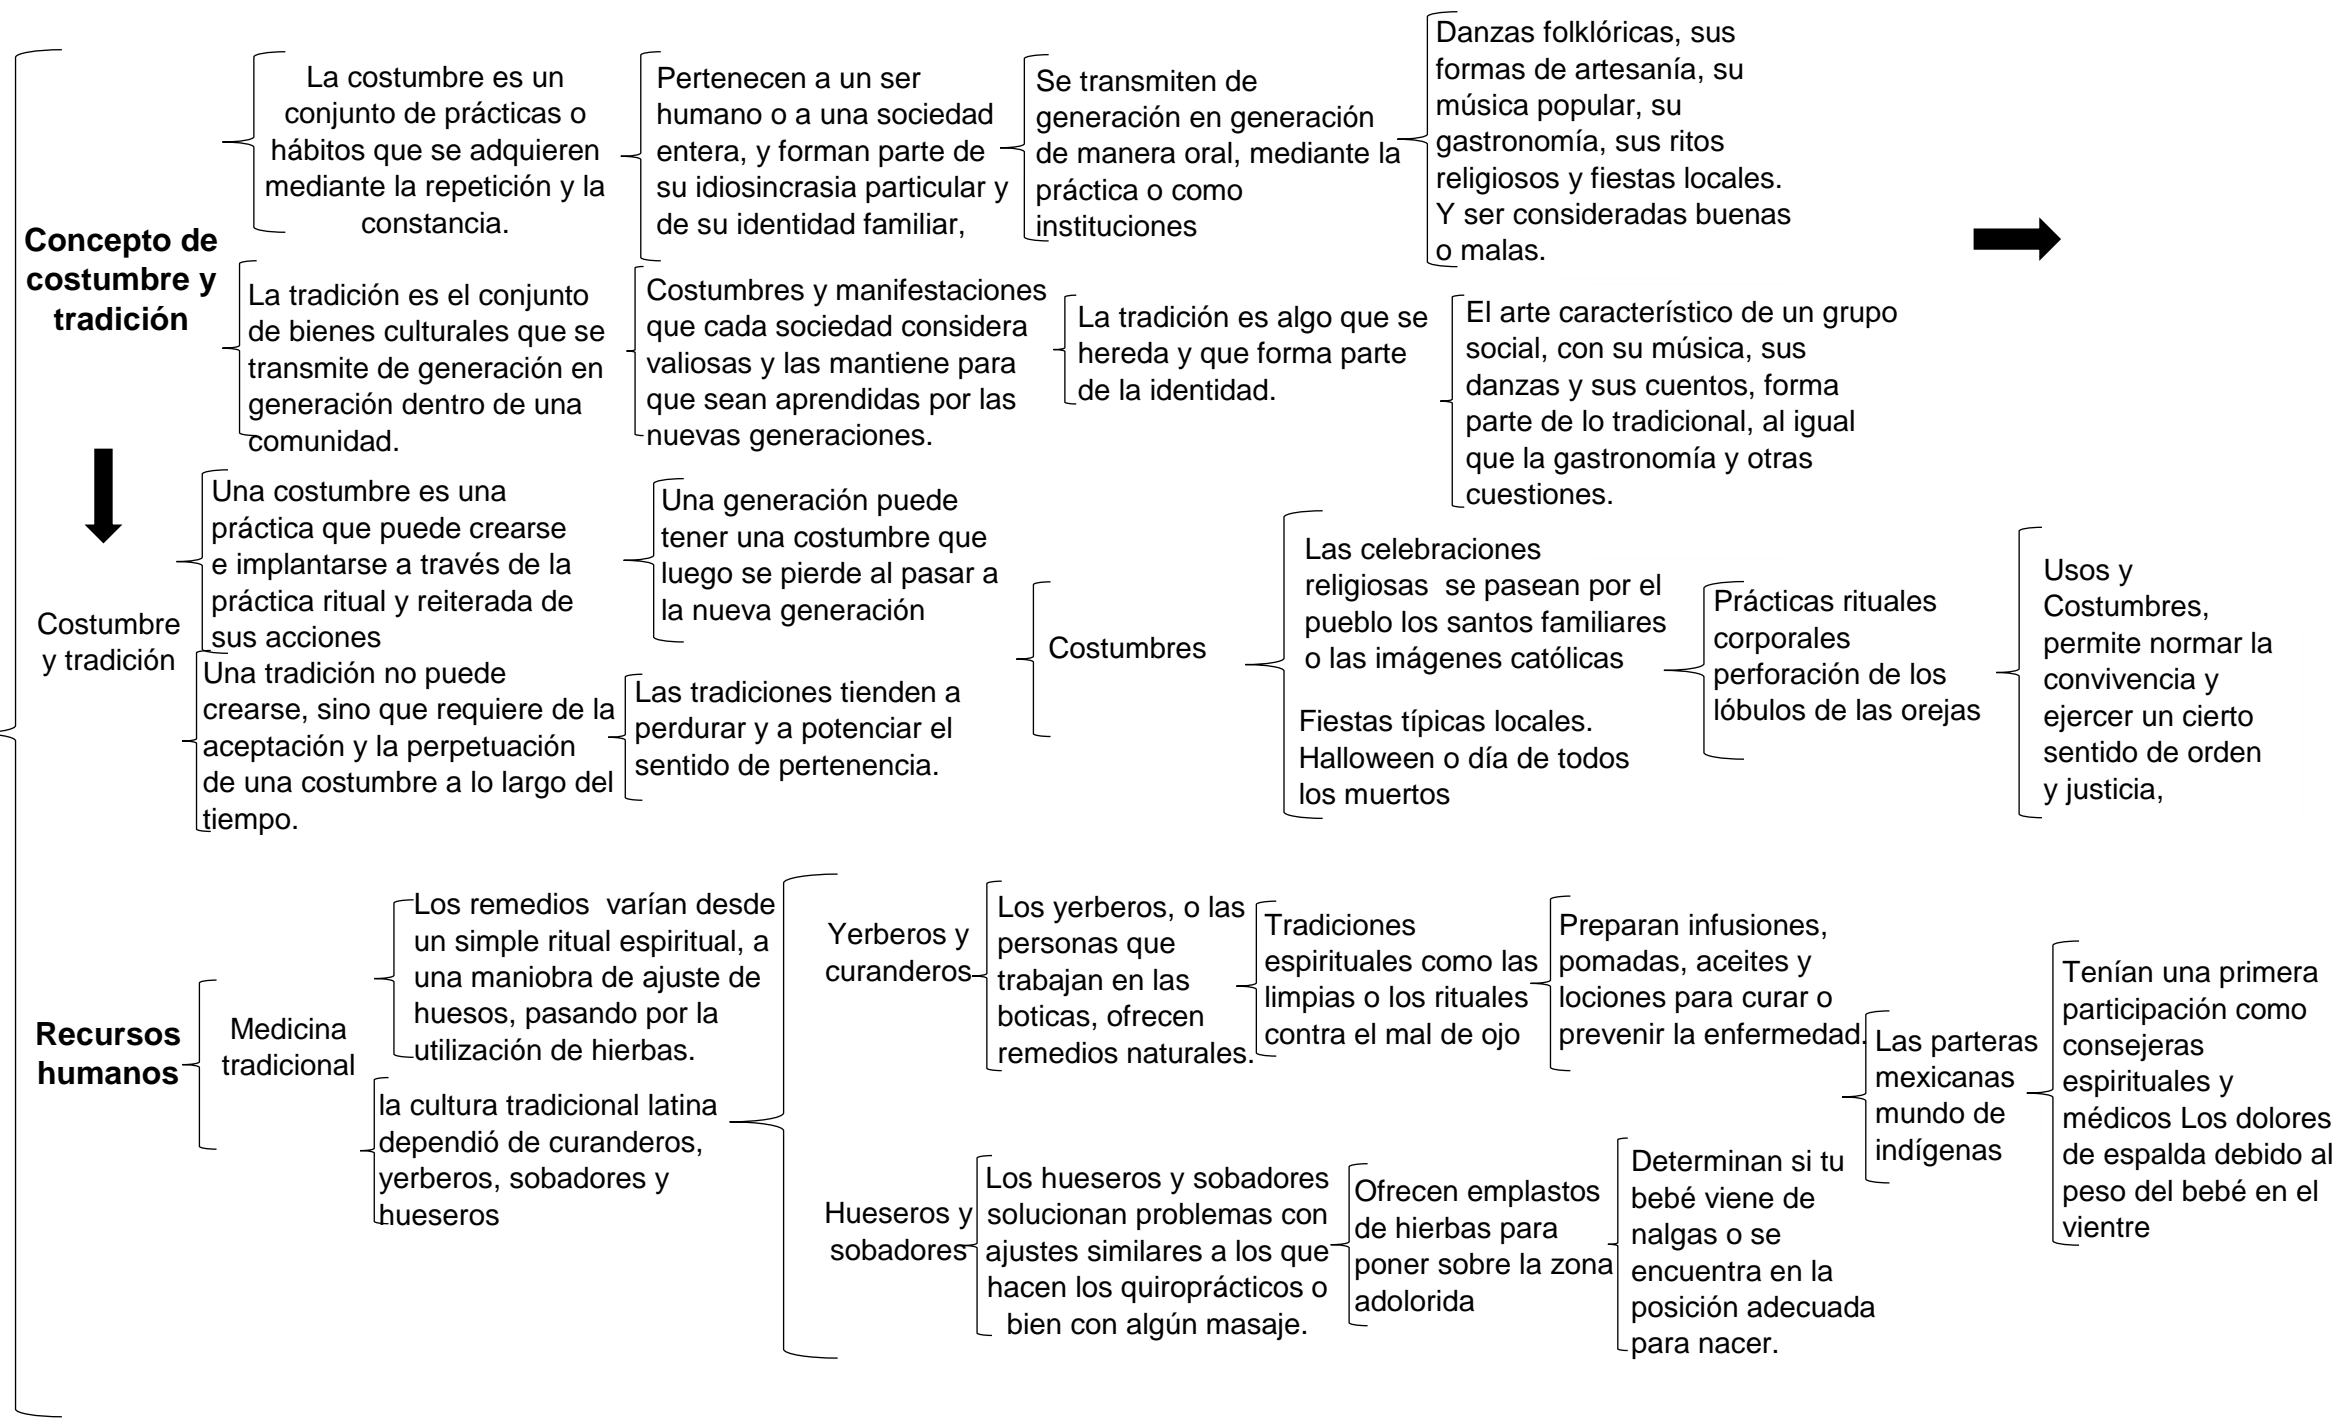 Concepto de
costumbre y
tradición
La costumbre es un
conjunto de prácticas o
hábitos que se adquieren
mediante la repetición y la
constancia.
Pertenecen a un ser
humano o a una sociedad
entera, y forman parte de
su idiosincrasia particular y
de su identidad familiar,
Se transmiten de
generación en generación
de manera oral, mediante la
práctica o como
instituciones
Danzas folklóricas, sus
formas de artesanía, su
música popular, su
gastronomía, sus ritos
religiosos y fiestas locales.
Y ser consideradas buenas
o malas.
La tradición es el conjunto
de bienes culturales que se
transmite de generación en
generación dentro de una
comunidad.
Costumbres y manifestaciones
que cada sociedad considera
valiosas y las mantiene para
que sean aprendidas por las
nuevas generaciones.
La tradición es algo que se
hereda y que forma parte
de la identidad.
El arte característico de un grupo
social, con su música, sus
danzas y sus cuentos, forma
parte de lo tradicional, al igual
que la gastronomía y otras
cuestiones.
Costumbre
y tradición
Una costumbre es una
práctica que puede crearse
e implantarse a través de la
práctica ritual y reiterada de
sus acciones
Una generación puede
tener una costumbre que
luego se pierde al pasar a
la nueva generación
Una tradición no puede
crearse, sino que requiere de la
aceptación y la perpetuación
de una costumbre a lo largo del
tiempo.
Las tradiciones tienden a
perdurar y a potenciar el
sentido de pertenencia.
Costumbres
Las celebraciones
religiosas  se pasean por el
pueblo los santos familiares
o las imágenes católicas
Fiestas típicas locales.
Halloween o día de todos
los muertos
Prácticas rituales
corporales
perforación de los
lóbulos de las orejas
Usos y
Costumbres,
permite normar la
convivencia y
ejercer un cierto
sentido de orden
y justicia,
Recursos
humanos
Medicina
tradicional
Los remedios  varían desde
un simple ritual espiritual, a
una maniobra de ajuste de
huesos, pasando por la
utilización de hierbas.
la cultura tradicional latina
dependió de curanderos,
yerberos, sobadores y
hueseros
Yerberos y
curanderos
Los yerberos, o las
personas que
trabajan en las
boticas, ofrecen
remedios naturales.
Tradiciones
espirituales como las
limpias o los rituales
contra el mal de ojo
Preparan infusiones,
pomadas, aceites y
lociones para curar o
prevenir la enfermedad.
Hueseros y
sobadores
Los hueseros y sobadores
solucionan problemas con
ajustes similares a los que
hacen los quiroprácticos o
bien con algún masaje.
Ofrecen emplastos
de hierbas para
poner sobre la zona
adolorida
Determinan si tu
bebé viene de
nalgas o se
encuentra en la
posición adecuada
para nacer.
Las parteras
mexicanas
mundo de
indígenas
Tenían una primera
participación como
consejeras
espirituales y
médicos Los dolores
de espalda debido al
peso del bebé en el
vientre